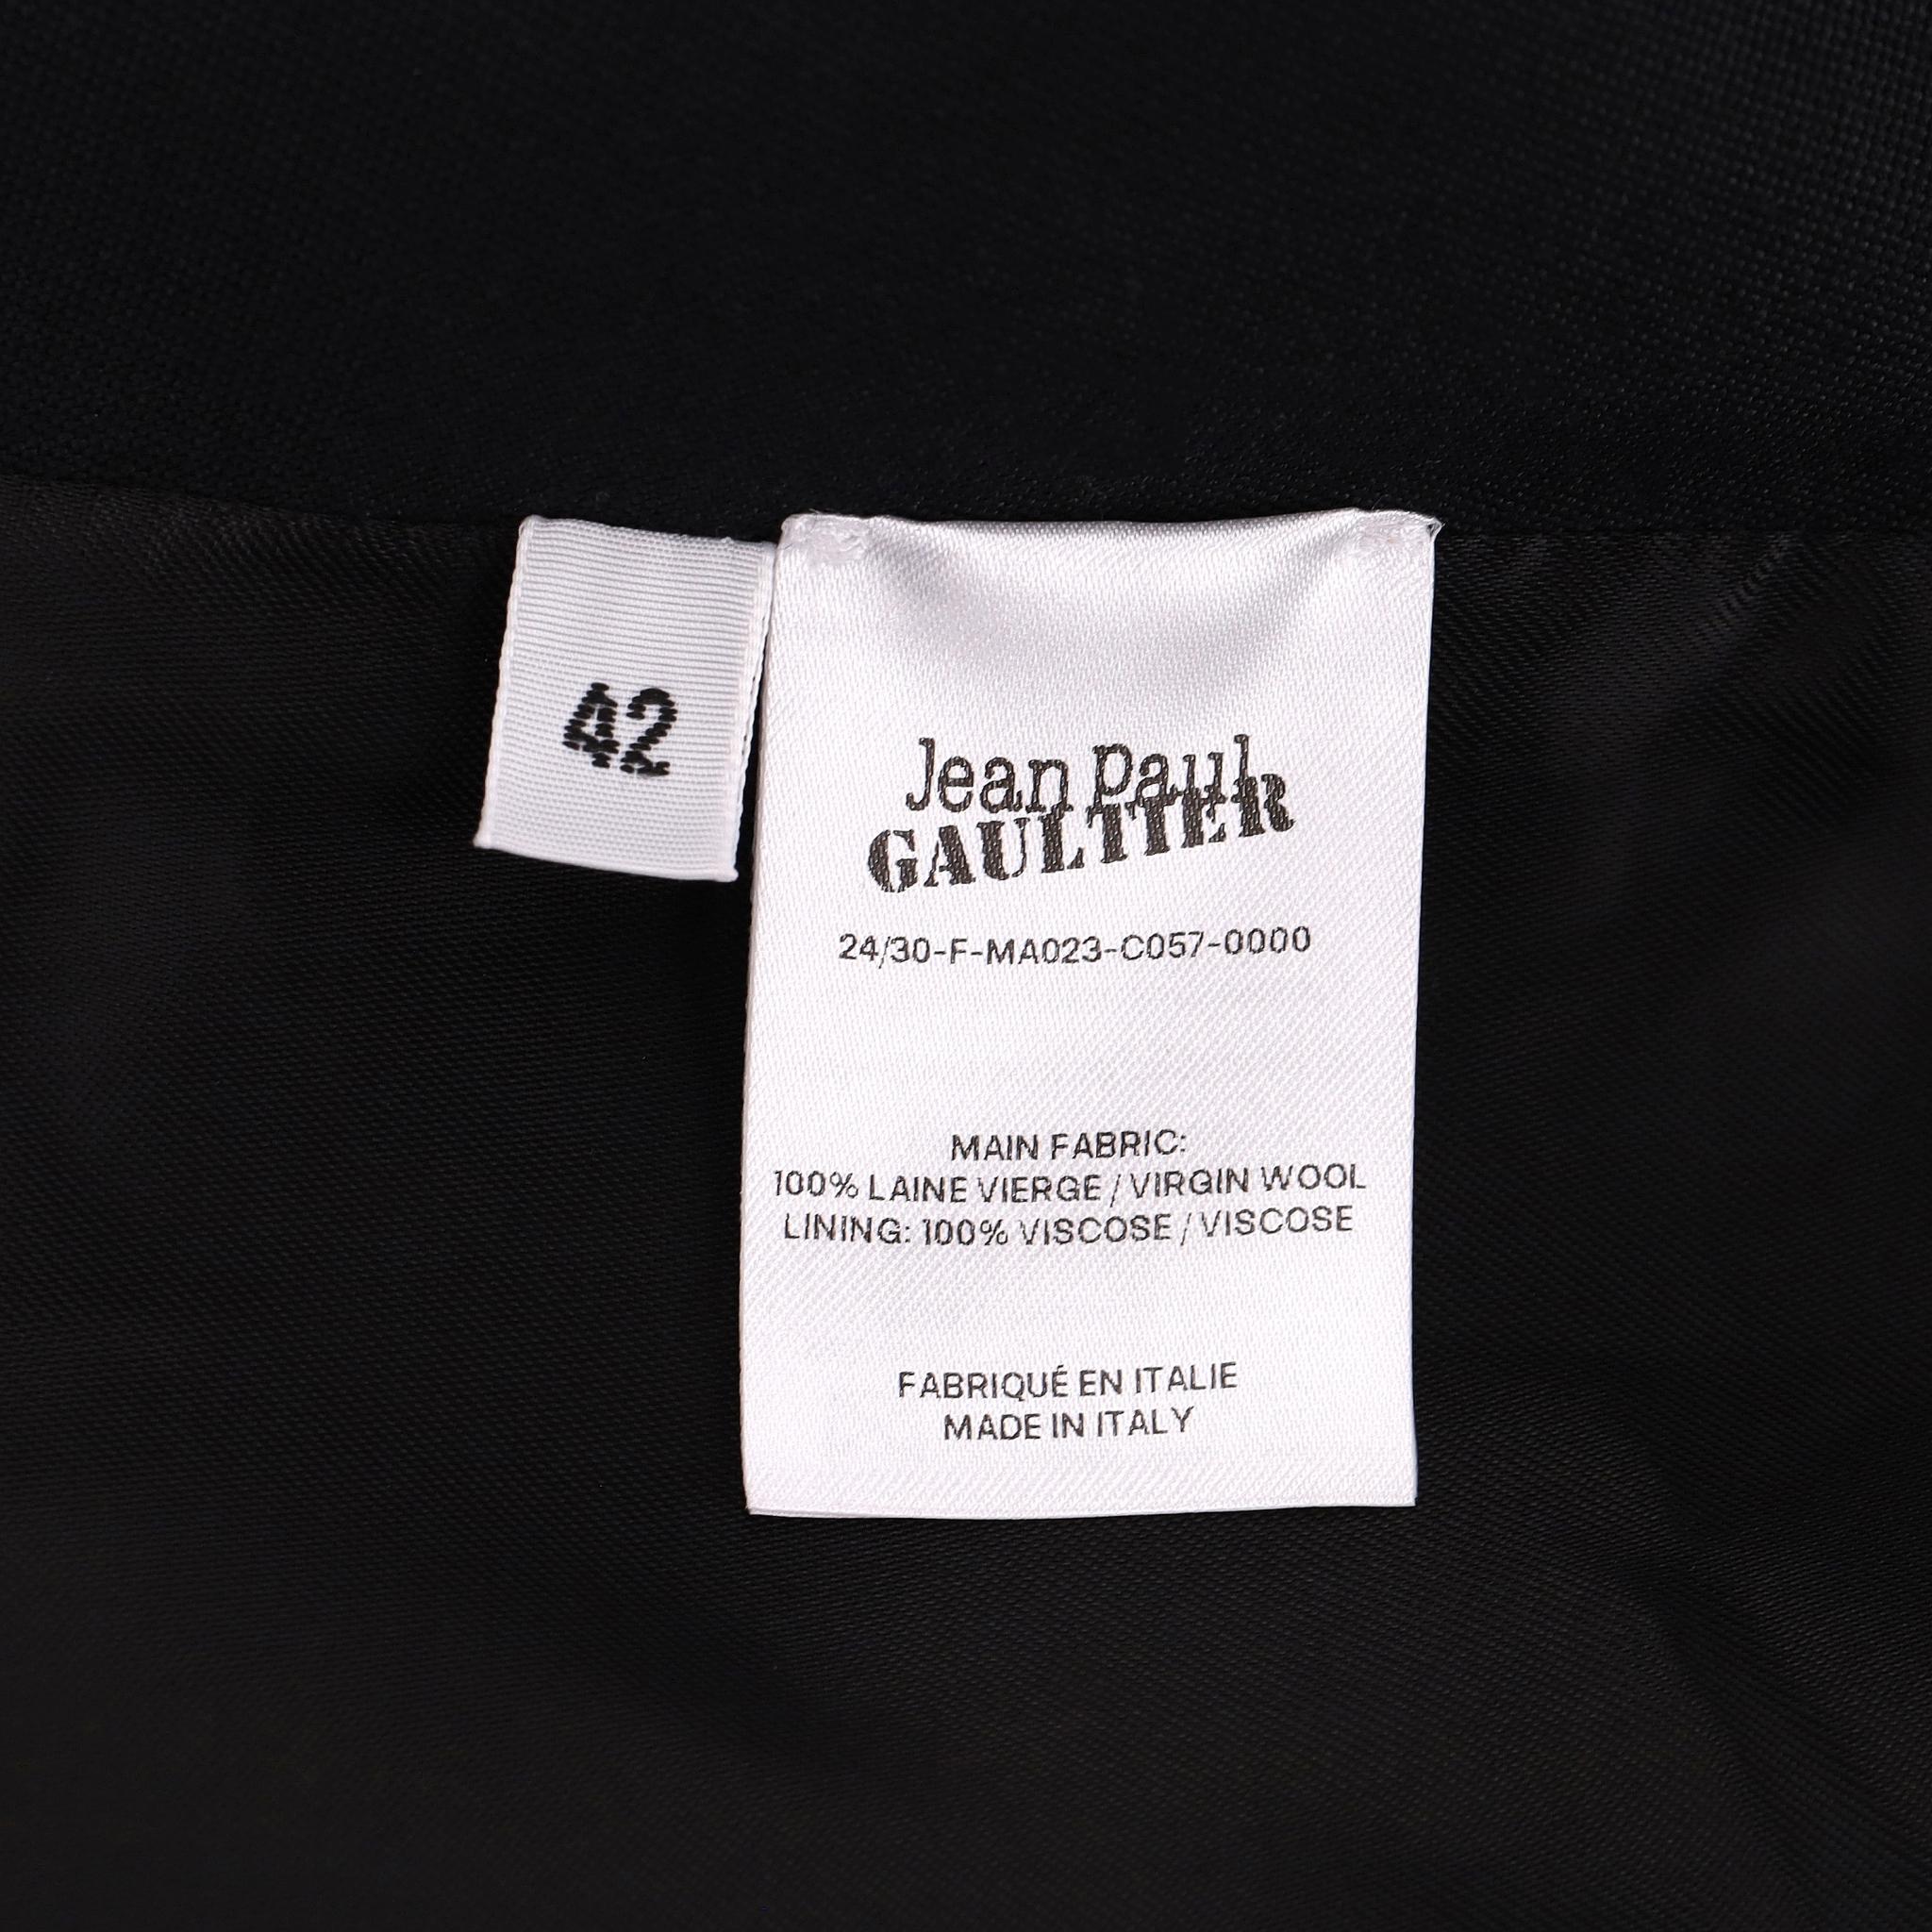 42
Jean Paul
GAULTIER
24/30-F-MA023-C057-0000
MAIN FABRIC:
100% LAINE VIERGE / VIRGIN WOOL
LINING: 100% VISCOSE / VISCOSE
FABRIQUÉ EN ITALIE
MADE IN ITALY